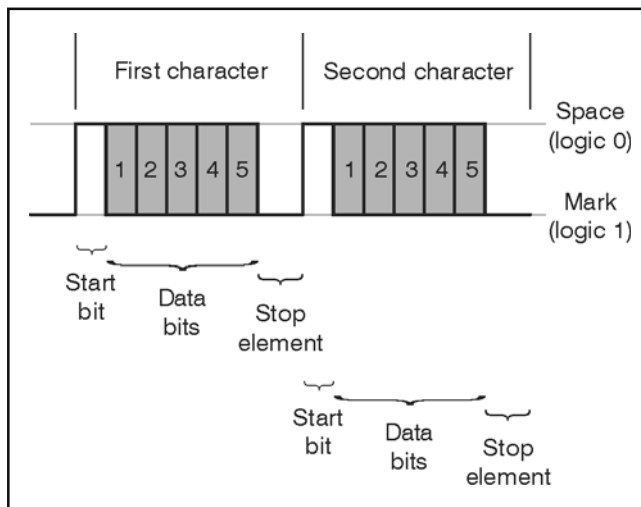 First character
Second character
Space
(logic 0)
1 2 3 4 5
1 2 3 4 5
Mark
(logic 1)
Start
bit
Data
bits
Stop
element
Start
bit
Data
bits
Stop
element